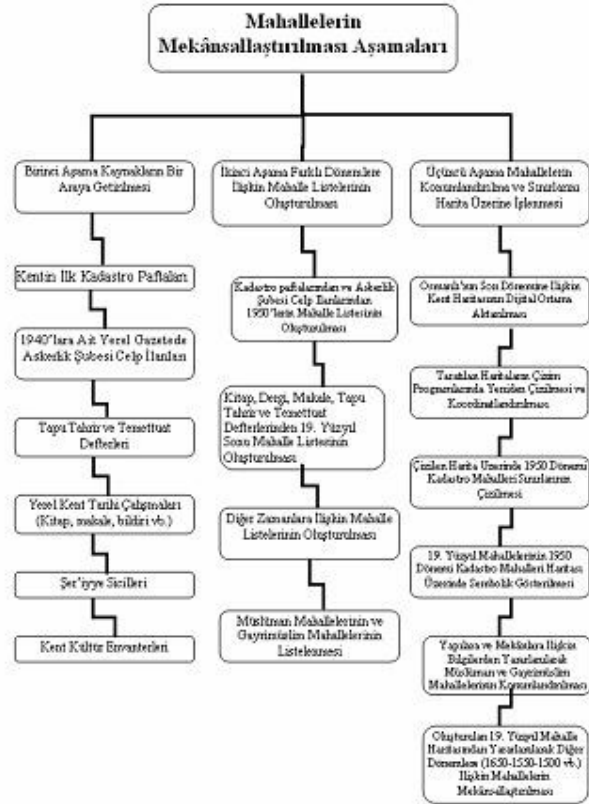 Mahallelerin
Mekânsallaştırılması Aşamaları
Birinci Aşama Kaynakların Bir
Araya Getirilmesi
Kentin İlk Kadastro Paftaları
1940'lara Ait Yerel Gazetede
Askerlik Şubesi Celp İlanları
Tapu Tahrir ve Temettuat
Defterleri
Yerel Kent Tarihi Çalışmaları
(Kitap, makale, bildiri vb.)
Şer'iyye Sicilleri
Kent Kültür Envanterleri
İkinci Aşama Farklı Dönemlere
İlişkin Mahalle Listelerinin
Oluşturulması
Kadastro paftalarından ve Askerlik
Şubesi Celp İlanlarından
1950'lerin Mahalle Listesinin
Oluşturulması
Kitap, Dergi, Makale, Tapu
Tahrir ve Temettuat
Defterlerinden 19. Yüzyıl
Sonu Mahalle Listesinin
Oluşturulması
Diğer Zamanlara İlişkin Mahalle
Listelerinin Oluşturulması
Müslüman Mahallelerinin ve
Gayrimüslim Mahallelerinin
Listelenmesi
Üçüncü Aşama Mahallelerin
Konumlandırılma ve Sınırlarını
Harita Üzerine İşlenmesi
Osmanlı'nın Son Dönemine İlişkin
Kent Haritasının Dijital Ortama
Aktarılması
Taratılan Haritaların Çizim
Programlarında Yeniden Çizilmesi ve
Koordinatlandırılması
Çizilen Harita Üzerinde 1950 Dönemi
Kadastro Mahalleri Sınırlarının
Çizilmesi
19. Yüzyıl Mahallelerinin 1950
Dönemi Kadastro Mahalleri Haritası
Üzerinde Sembolik Gösterilmesi
Yapılara ve Mekânlara İlişkin
Bilgilerden Yararlanılarak
Müslüman ve Gayrimüslim
Mahallelerinin Konumlandırılması
Oluşturulan 19. Yüzyıl Mahalle
Haritasından Yararlanılarak Diğer
Dönemlere (1650-1550-1500 vb.)
İlişkin Mahallelerin
Mekânsallaştırılması